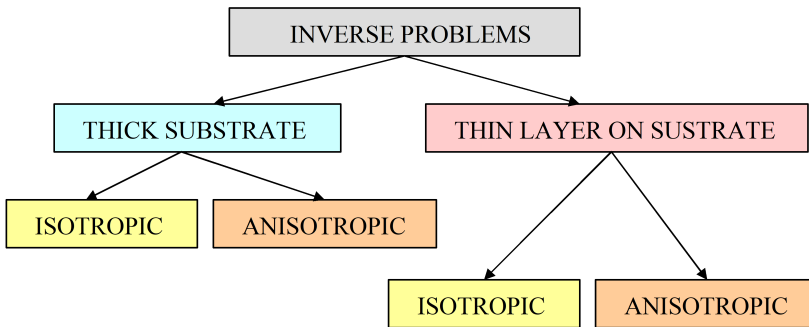 INVERSE PROBLEMS
THICK SUBSTRATE
THIN LAYER ON SUSTRATE
ISOTROPIC
ANISOTROPIC
ISOTROPIC
ANISOTROPIC